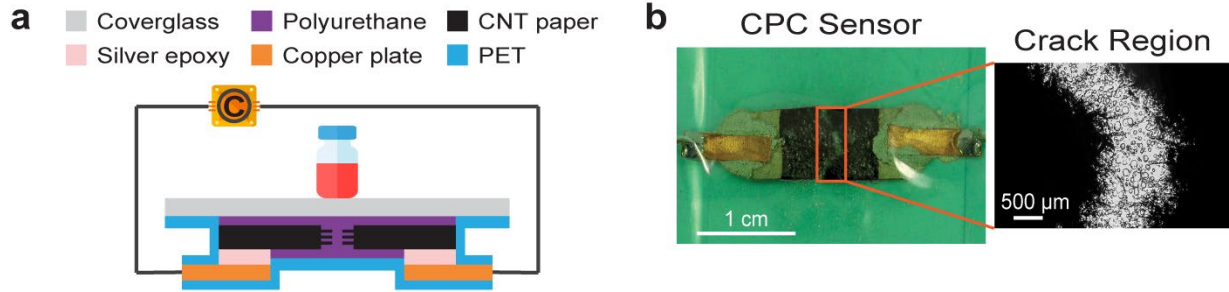 a
Coverglass Polyurethane CNT paper
Silver epoxy Copper plate PET
C
b
CPC Sensor
Crack Region
1 cm
500 µm